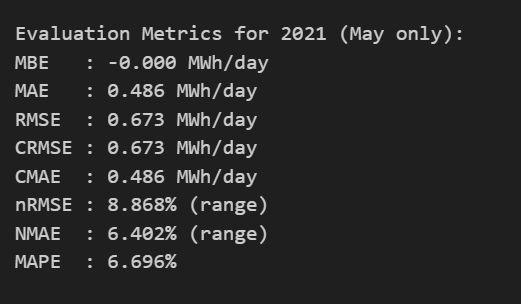 Evaluation Metrics for 2021 (May only):
MBE   : -0.000 MWh/day
MAE   : 0.486 MWh/day
RMSE  : 0.673 MWh/day
CRMSE : 0.673 MWh/day
CMAE  : 0.486 MWh/day
nRMSE : 8.868% (range)
NMAE  : 6.402% (range)
MAPE  : 6.696%